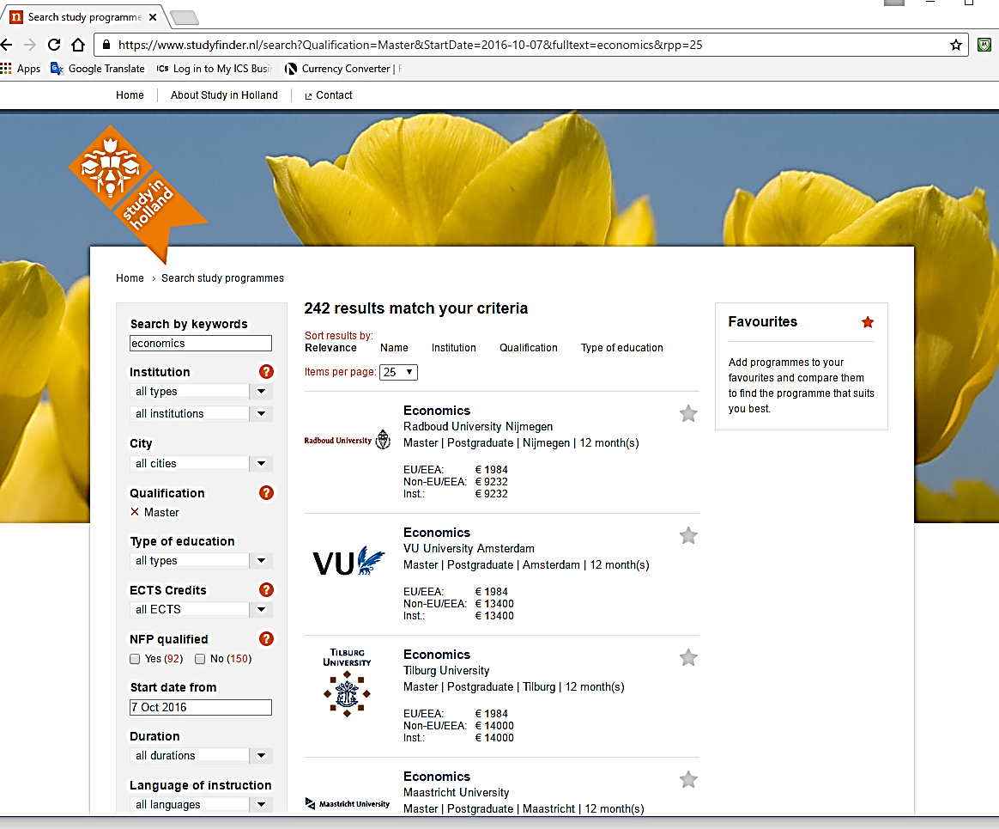 Search study programme
https://www.studyfinder.nl/search?Qualification=Master&StartDate=2016-10-07&fulltext=economics&rpp=25
Apps Google Translate ICS Log in to My ICS Busi Currency Converter | F
Home About Study in Holland Contact
study in
holland
Home › Search study programmes
Search by keywords
economics
Institution ?
all types
all institutions
City
all cities
Qualification ?
Master
Type of education
all types
ECTS Credits ?
all ECTS
NFP qualified ?
Yes (92) No (150)
Start date from
7 Oct 2016
Duration
all durations
Language of instruction
all languages
242 results match your criteria
Sort results by:
Relevance Name Institution Qualification Type of education
Items per page: 25
Radboud University
Economics
Radboud University Nijmegen
Master | Postgraduate | Nijmegen | 12 month(s)
EU/EEA: € 1984
Non-EU/EEA: € 9232
Inst.: € 9232
VU
Economics
VU University Amsterdam
Master | Postgraduate | Amsterdam | 12 month(s)
EU/EEA: € 1984
Non-EU/EEA: € 13400
Inst.: € 13400
TILBURG
UNIVERSITY
Economics
Tilburg University
Master | Postgraduate | Tilburg | 12 month(s)
EU/EEA: € 1984
Non-EU/EEA: € 14000
Inst.: € 14000
Maastricht University
Economics
Maastricht University
Master | Postgraduate | Maastricht | 12 month(s)
Favourites
Add programmes to your
favourites and compare them
to find the programme that suits
you best.